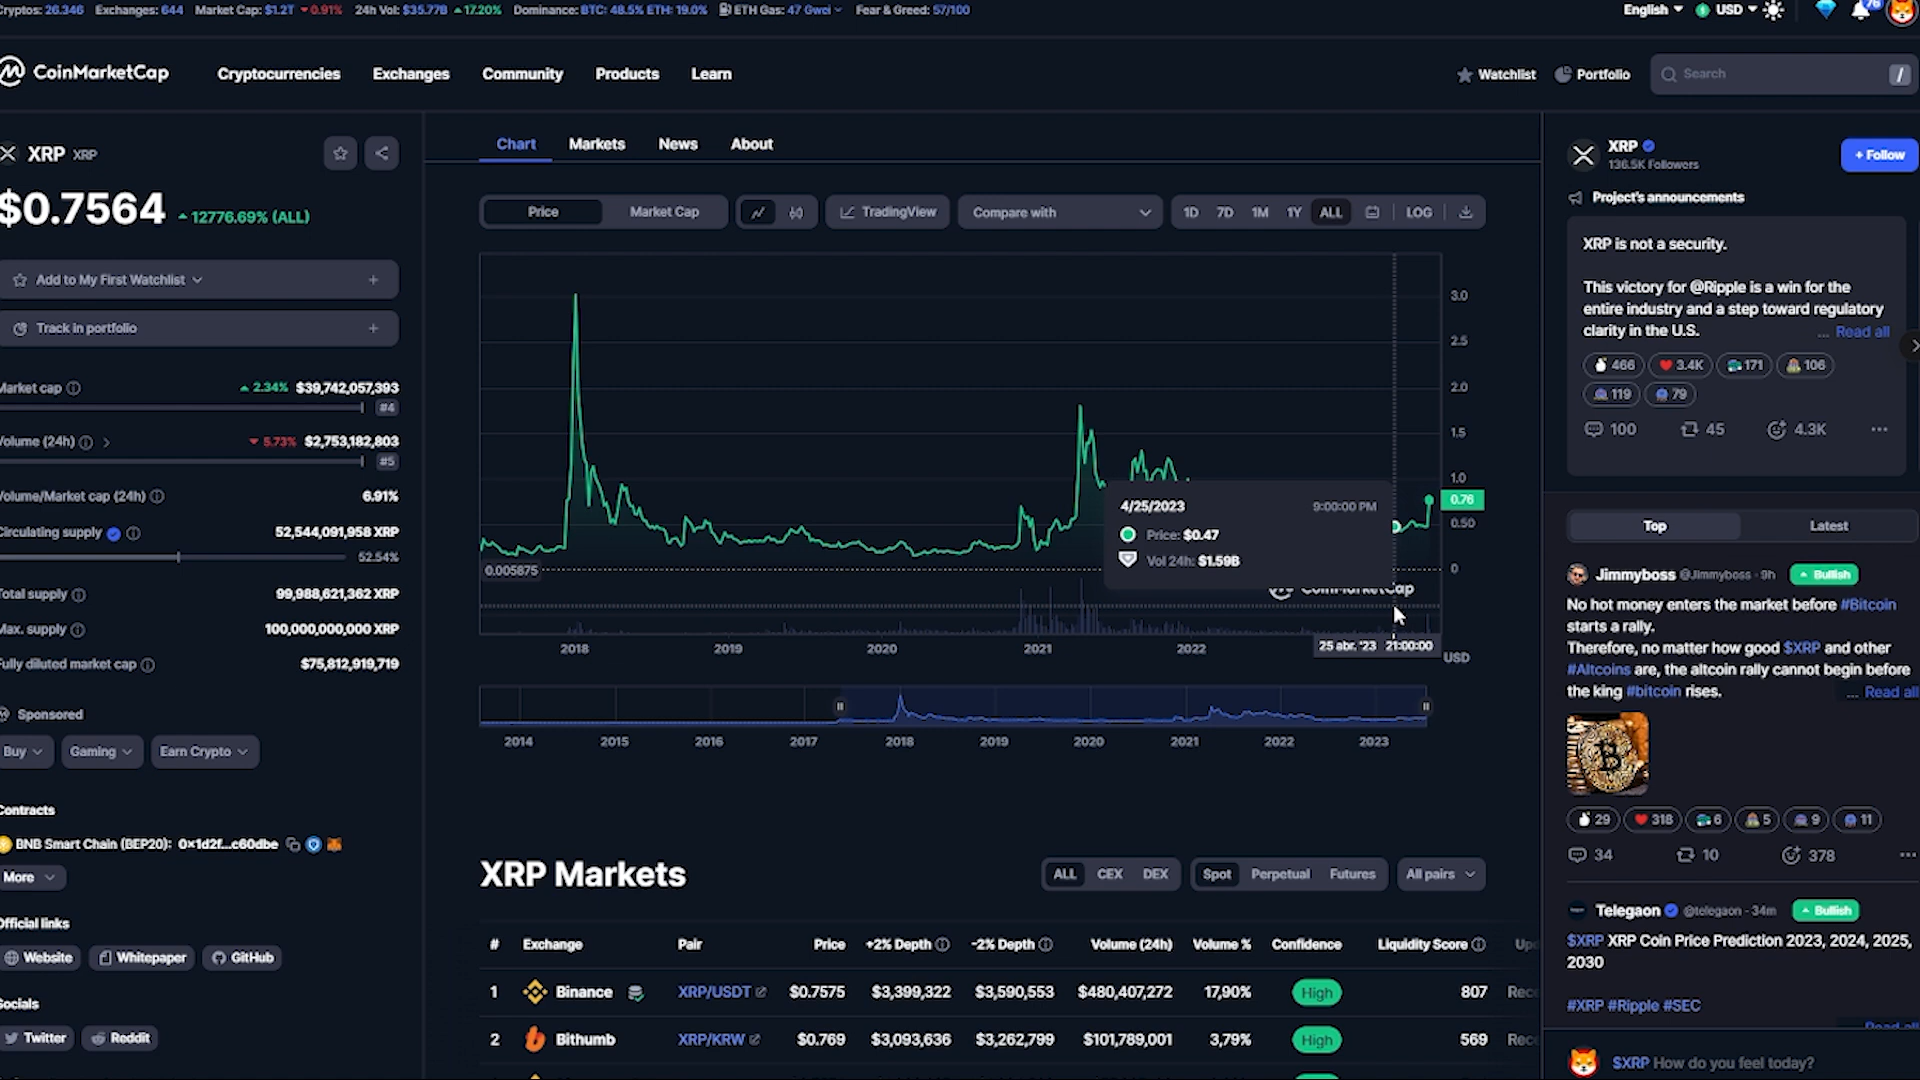 Cryptos: 26.346 Exchanges: 644 Market Cap: $1.2T 0.91% 24h Vol: $35.77B 17.20% Dominance: BTC: 48.5% ETH: 19.0% ETH Gas: 47 Gwei Fear & Greed: 57/100
English USD 76
CoinMarketCap Cryptocurrencies Exchanges Community Products Learn
Watchlist Portfolio Search /
XRP XRP
$0.7564 12776.69% (ALL)
Add to My First Watchlist +
Track in portfolio +
Market cap 2.34% $39,742,057,393
#4
Volume (24h) 5.73% $2,753,182,803
#5
Volume/Market cap (24h) 6.91%
Circulating supply 52,544,091,958 XRP
52.54%
Total supply 99,988,621,362 XRP
Max. supply 100,000,000,000 XRP
Fully diluted market cap $75,812,919,719
Sponsored
Buy Gaming Earn Crypto
Contracts
BNB Smart Chain (BEP20): 0x1d2f...c60dbe
More
Official links
Website Whitepaper GitHub
Socials
Twitter Reddit
Chart Markets News About
Price Market Cap TradingView Compare with 1D 7D 1M 1Y ALL LOG
3.0
2.5
2.0
1.5
1.0
0.76
0.50
0
0.005875
4/25/2023 9:00:00 PM
Price: $0.47
Vol 24h: $1.59B
CoinMarketCap
2018 2019 2020 2021 2022 25 abr. '23 21:00:00 USD
2014 2015 2016 2017 2018 2019 2020 2021 2022 2023
XRP Markets ALL CEX DEX Spot Perpetual Futures All pairs
# Exchange Pair Price +2% Depth -2% Depth Volume (24h) Volume % Confidence Liquidity Score Up
1 Binance XRP/USDT $0.7575 $3,399,322 $3,590,553 $480,407,272 17,90% High 807 Rece
2 Bithumb XRP/KRW $0.769 $3,093,636 $3,262,799 $101,789,001 3,79% High 569 Rece
XRP
136.5K Followers
+ Follow
Project's announcements
XRP is not a security.
This victory for @Ripple is a win for the
entire industry and a step toward regulatory
clarity in the U.S. ... Read all
466 3.4K 171 106
119 79
100 45 4.3K
Top Latest
Jimmyboss @Jimmyboss · 9h Bullish
No hot money enters the market before #Bitcoin
starts a rally.
Therefore, no matter how good $XRP and other
#Altcoins are, the altcoin rally cannot begin before
the king #bitcoin rises. ... Read all
29 318 6 5 9 11
34 10 378
Telegaon @telegaon · 34m Bullish
$XRP XRP Coin Price Prediction 2023, 2024, 2025,
2030
#XRP #Ripple #SEC
Read all
$XRP How do you feel today?